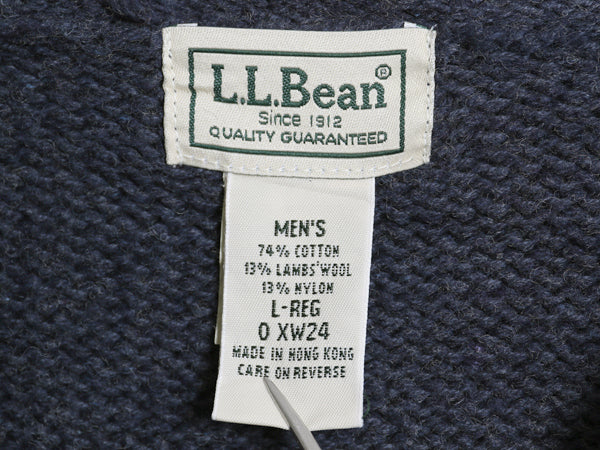 L.L.Bean®
Since 1912
QUALITY GUARANTEED
MEN'S
74% COTTON
13% LAMBS' WOOL
13% NYLON
L-REG
0 XW24
MADE IN HONG KONG
CARE ON REVERSE